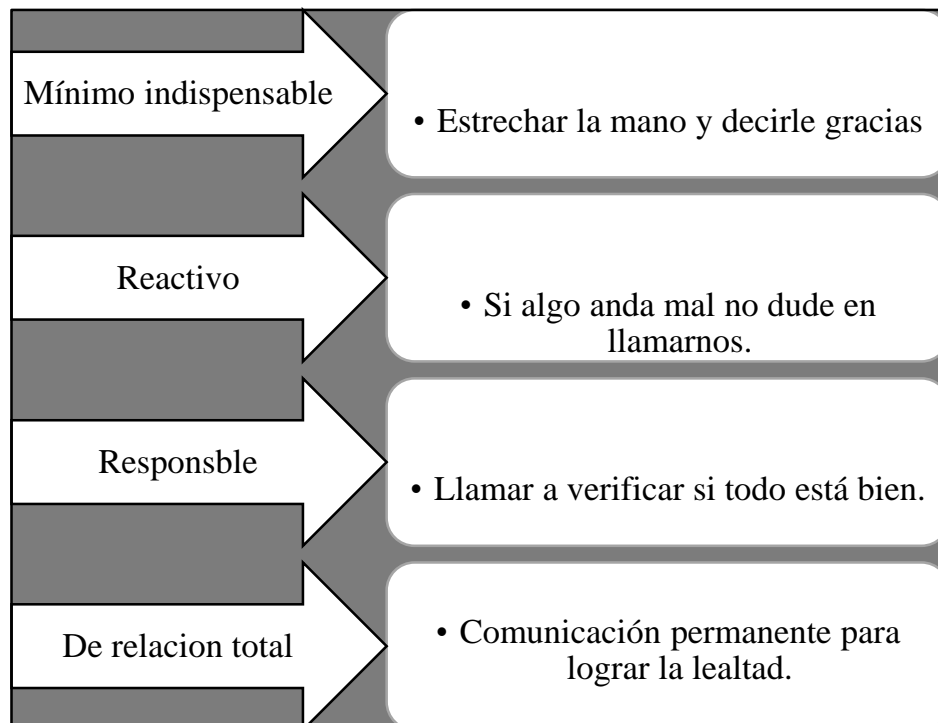 Mínimo indispensable
• Estrechar la mano y decirle gracias
Reactivo
• Si algo anda mal no dude en
llamarnos.
Responsble
• Llamar a verificar si todo está bien.
De relacion total
• Comunicación permanente para
lograr la lealtad.